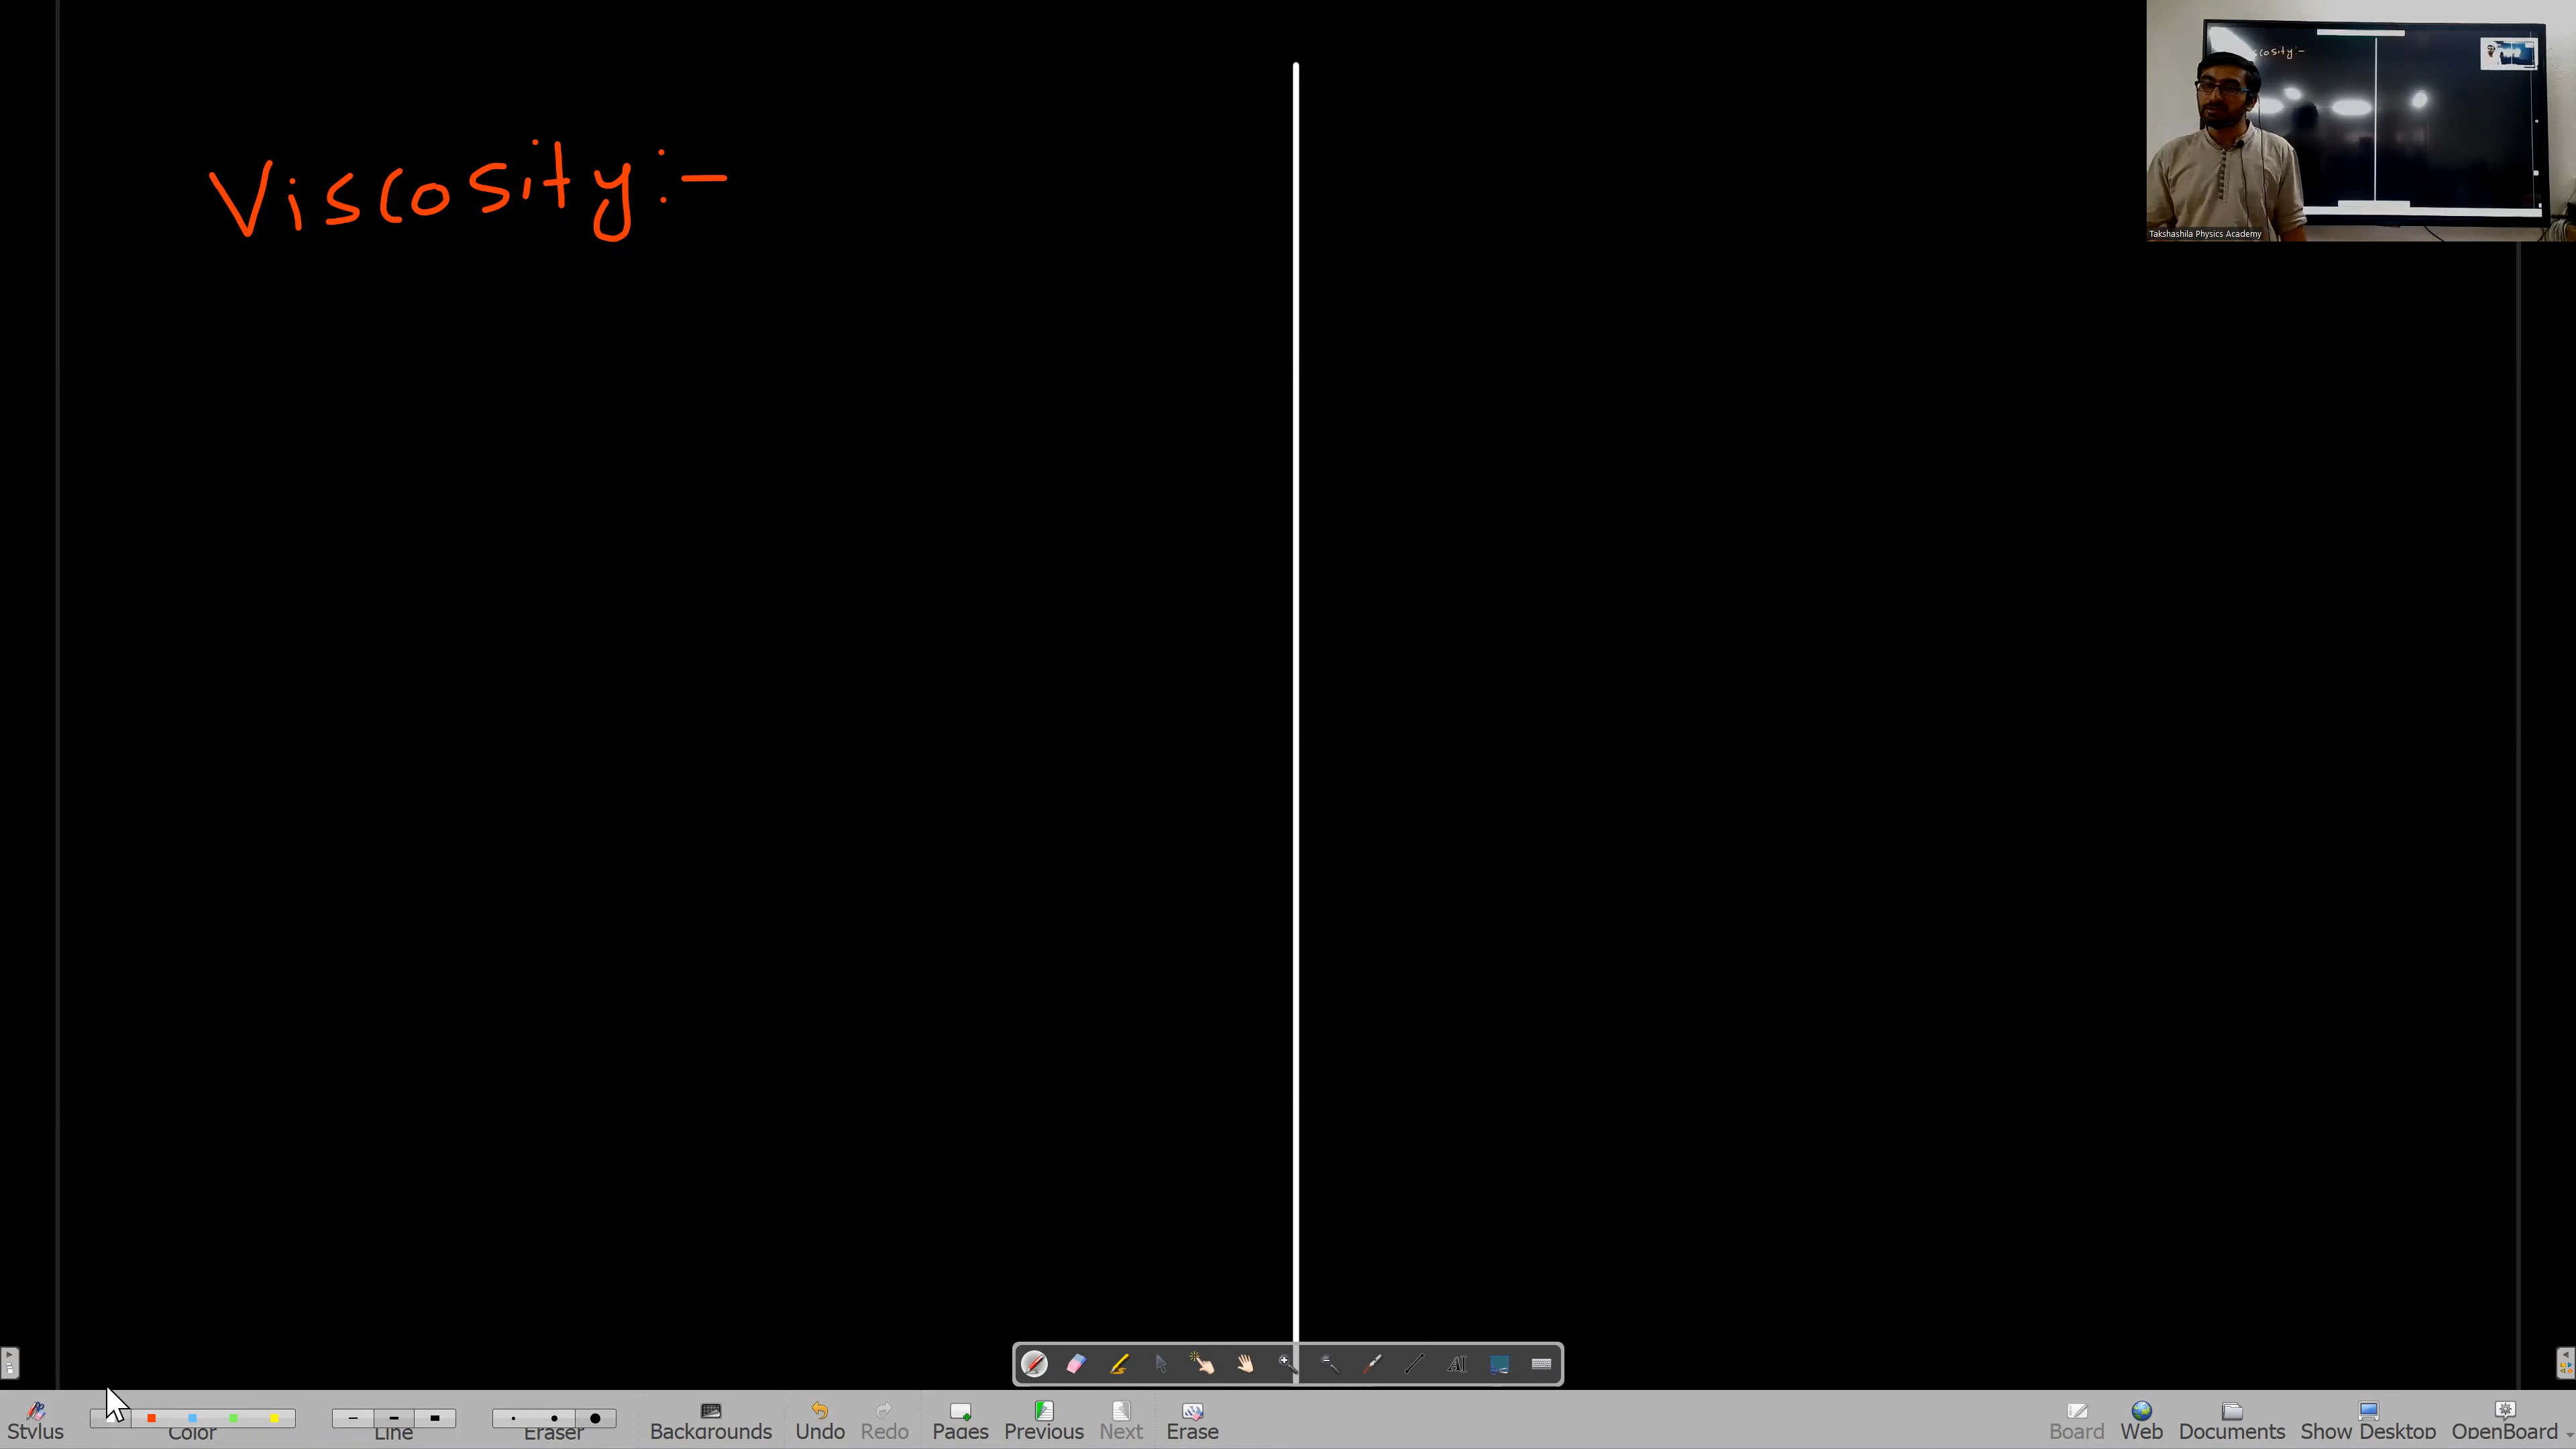 Viscosity:-
Takshashila Physics Academy
Stylus
Color
Line
Eraser
Backgrounds
Undo
Redo
Pages
Previous
Next
Erase
Board
Web
Documents
Show Desktop
OpenBoard